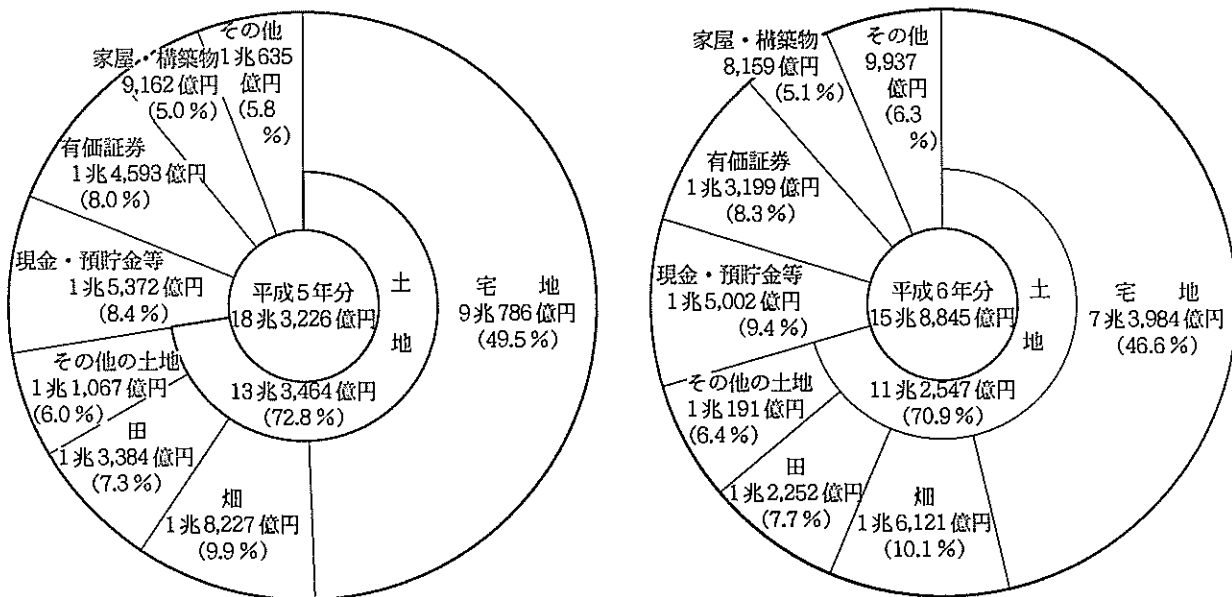 その他
1兆635
億円
(5.8
%)
家屋・構築物
9,162億円
(5.0%)
有価証券
1兆4,593億円
(8.0%)
現金・預貯金等
1兆5,372億円
(8.4%)
その他の土地
1兆1,067億円
(6.0%)
田
1兆3,384億円
(7.3%)
畑
1兆8,227億円
(9.9%)
平成5年分
18兆3,226億円
土
地
13兆3,464億円
(72.8%)
宅 地
9兆786億円
(49.5%)
その他
9,937
億円
(6.3
%)
家屋・構築物
8,159億円
(5.1%)
有価証券
1兆3,199億円
(8.3%)
現金・預貯金等
1兆5,002億円
(9.4%)
その他の土地
1兆191億円
(6.4%)
田
1兆2,252億円
(7.7%)
畑
1兆6,121億円
(10.1%)
平成6年分
15兆8,845億円
土
地
11兆2,547億円
(70.9%)
宅 地
7兆3,984億円
(46.6%)